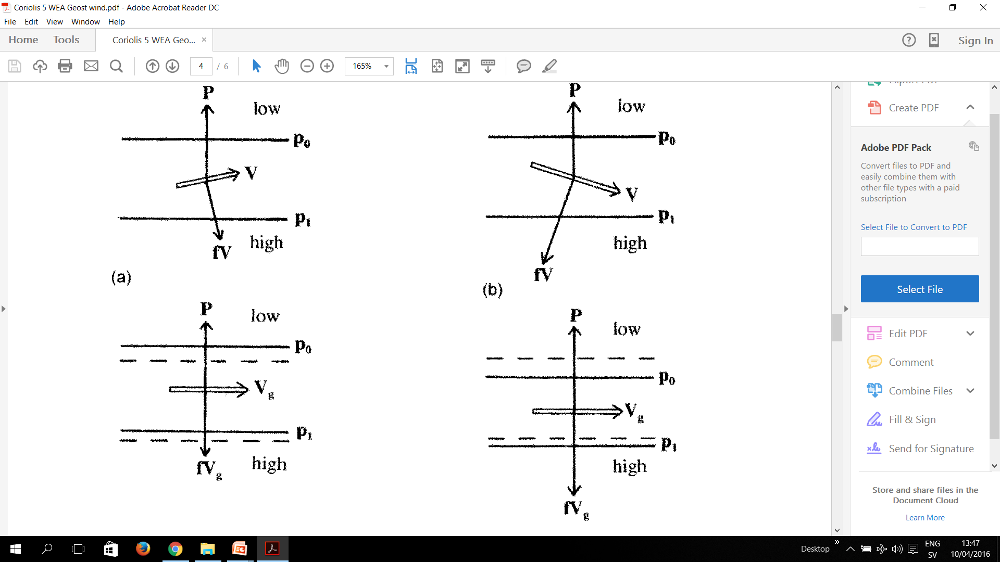 Coriolis 5 WEA Geost wind.pdf - Adobe Acrobat Reader DC
File Edit View Window Help
Home Tools Coriolis 5 WEA Geo... × Sign In
4 / 6 165%
P
low
p0
V
p1
high
fV
(a)
P
low
p0
V
p1
high
fV
(b)
P
low
p0
Vg
p1
high
fVg
P
low
p0
Vg
p1
high
fVg
Export PDF
Create PDF
Adobe PDF Pack
Convert files to PDF and
easily combine them with
other file types with a paid
subscription
Select File to Convert to PDF
Select File
Edit PDF
Comment
Combine Files
Fill & Sign
Send for Signature
Store and share files in the
Document Cloud
Learn More
Desktop
ENG
SV
13:47
10/04/2016